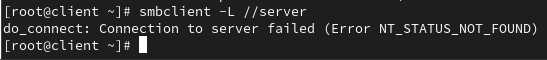 [root@client ~]# smbclient -L //server
do_connect: Connection to server failed (Error NT_STATUS_NOT_FOUND)
[root@client ~]#